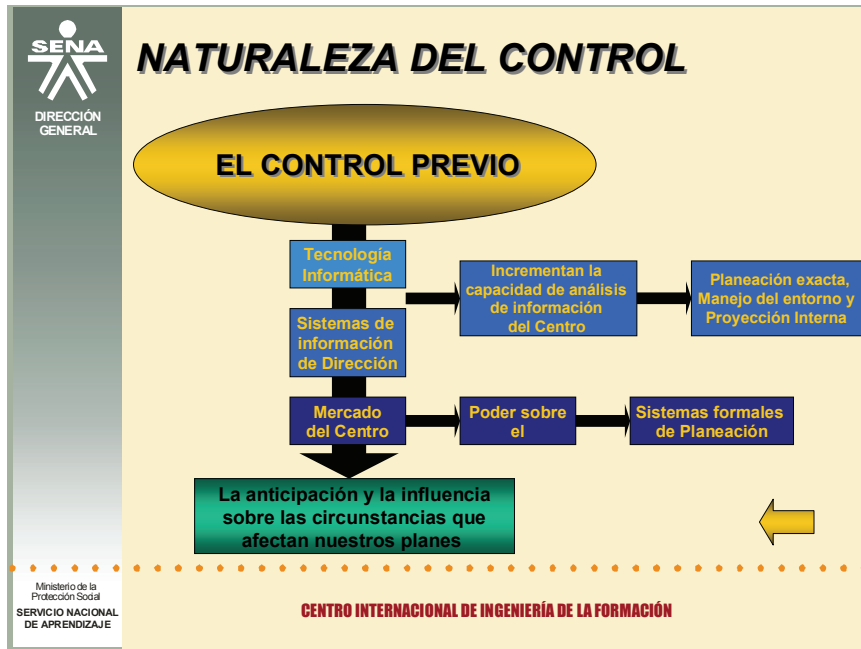 SENA
DIRECCIÓN
GENERAL
NATURALEZA DEL CONTROL
EL CONTROL PREVIO
Tecnología
Informática
Incrementan la
capacidad de análisis
de información
del Centro
Planeación exacta,
Manejo del entorno y
Proyección Interna
Sistemas de
información
de Dirección
Mercado
del Centro
Poder sobre
el
Sistemas formales
de Planeación
La anticipación y la influencia
sobre las circunstancias que
afectan nuestros planes
Ministerio de la
Protección Social
SERVICIO NACIONAL
DE APRENDIZAJE
CENTRO INTERNACIONAL DE INGENIERÍA DE LA FORMACIÓN